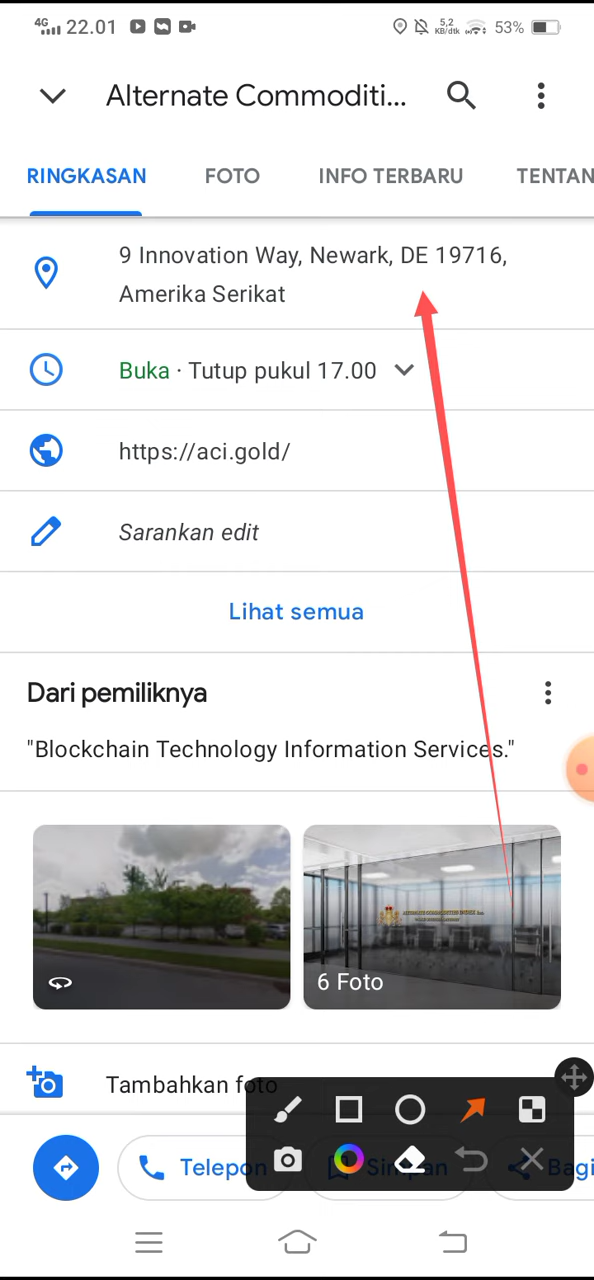 4G 22.01 5,2 KB/dtk 53%
Alternate Commoditi...
RINGKASAN FOTO INFO TERBARU TENTAN
9 Innovation Way, Newark, DE 19716,
Amerika Serikat
Buka · Tutup pukul 17.00
https://aci.gold/
Sarankan edit
Lihat semua
Dari pemiliknya
"Blockchain Technology Information Services."
6 Foto
Tambahkan foto
Telepon Simpan Bagi